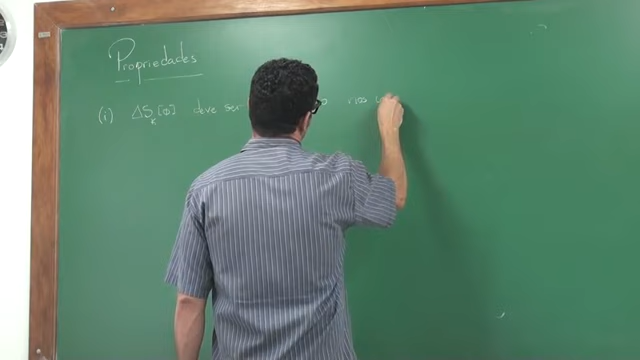 Propriedades
(i) ΔS_k[φ] deve ser